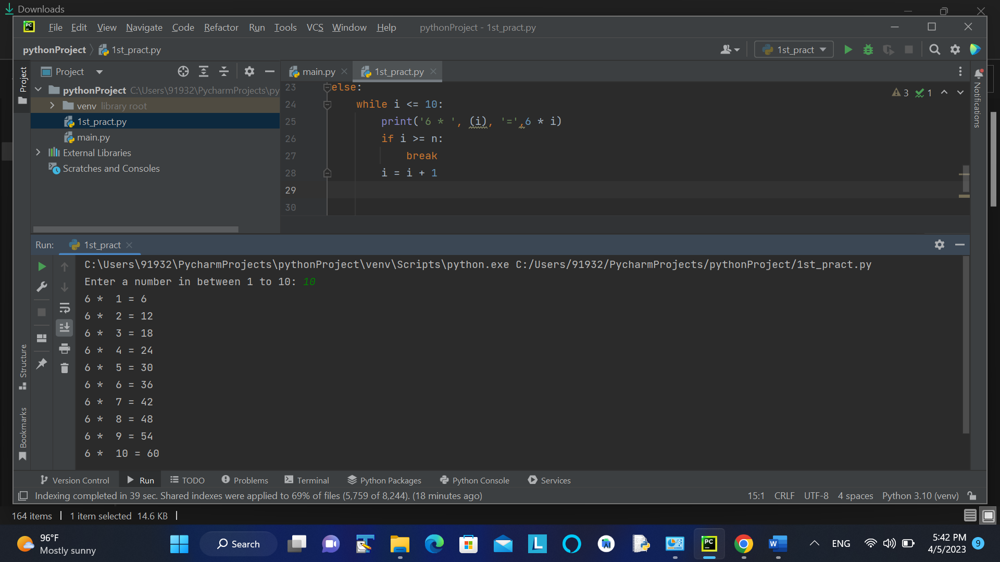 Downloads
File Edit View Navigate Code Refactor Run Tools VCS Window Help pythonProject - 1st_pract.py
pythonProject 1st_pract.py 1st_pract
Project
Project
main.py 1st_pract.py
Notifications
pythonProject C:\Users\91932\PycharmProjects\py
venv library root
1st_pract.py
main.py
External Libraries
Scratches and Consoles
3 1
23 else:
24 while i <= 10:
25 print('6 * ', (i), '=',6 * i)
26 if i >= n:
27 break
28 i = i + 1
29
30
Run: 1st_pract
C:\Users\91932\PycharmProjects\pythonProject\venv\Scripts\python.exe C:/Users/91932/PycharmProjects/pythonProject/1st_pract.py
Enter a number in between 1 to 10: 10
6 *  1 = 6
6 *  2 = 12
6 *  3 = 18
6 *  4 = 24
6 *  5 = 30
6 *  6 = 36
6 *  7 = 42
6 *  8 = 48
6 *  9 = 54
6 *  10 = 60
Structure
Bookmarks
Version Control Run TODO Problems Terminal Python Packages Python Console Services
Indexing completed in 39 sec. Shared indexes were applied to 69% of files (5,759 of 8,244). (18 minutes ago) 15:1 CRLF UTF-8 4 spaces Python 3.10 (venv)
164 items 1 item selected 14.6 KB
96°F
Mostly sunny
Search
ENG
5:42 PM
4/5/2023
9